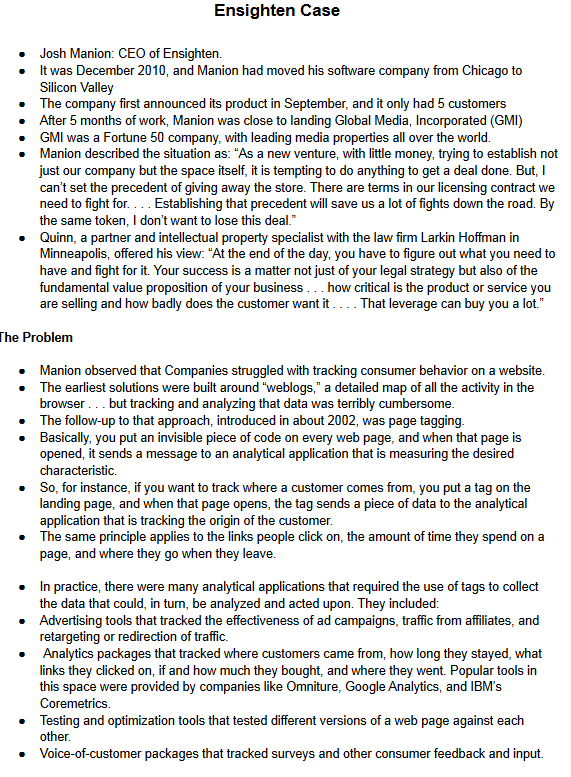 Ensighten Case
● Josh Manion: CEO of Ensighten.
● It was December 2010, and Manion had moved his software company from Chicago to
Silicon Valley
● The company first announced its product in September, and it only had 5 customers
● After 5 months of work, Manion was close to landing Global Media, Incorporated (GMI)
● GMI was a Fortune 50 company, with leading media properties all over the world.
● Manion described the situation as: “As a new venture, with little money, trying to establish not
just our company but the space itself, it is tempting to do anything to get a deal done. But, I
can’t set the precedent of giving away the store. There are terms in our licensing contract we
need to fight for. . . . Establishing that precedent will save us a lot of fights down the road. By
the same token, I don’t want to lose this deal.”
● Quinn, a partner and intellectual property specialist with the law firm Larkin Hoffman in
Minneapolis, offered his view: “At the end of the day, you have to figure out what you need to
have and fight for it. Your success is a matter not just of your legal strategy but also of the
fundamental value proposition of your business . . . how critical is the product or service you
are selling and how badly does the customer want it . . . . That leverage can buy you a lot.”
The Problem
● Manion observed that Companies struggled with tracking consumer behavior on a website.
● The earliest solutions were built around “weblogs,” a detailed map of all the activity in the
browser . . . but tracking and analyzing that data was terribly cumbersome.
● The follow-up to that approach, introduced in about 2002, was page tagging.
● Basically, you put an invisible piece of code on every web page, and when that page is
opened, it sends a message to an analytical application that is measuring the desired
characteristic.
● So, for instance, if you want to track where a customer comes from, you put a tag on the
landing page, and when that page opens, the tag sends a piece of data to the analytical
application that is tracking the origin of the customer.
● The same principle applies to the links people click on, the amount of time they spend on a
page, and where they go when they leave.
● In practice, there were many analytical applications that required the use of tags to collect
the data that could, in turn, be analyzed and acted upon. They included:
● Advertising tools that tracked the effectiveness of ad campaigns, traffic from affiliates, and
retargeting or redirection of traffic.
● Analytics packages that tracked where customers came from, how long they stayed, what
links they clicked on, if and how much they bought, and where they went. Popular tools in
this space were provided by companies like Omniture, Google Analytics, and IBM’s
Coremetrics.
● Testing and optimization tools that tested different versions of a web page against each
other.
● Voice-of-customer packages that tracked surveys and other consumer feedback and input.